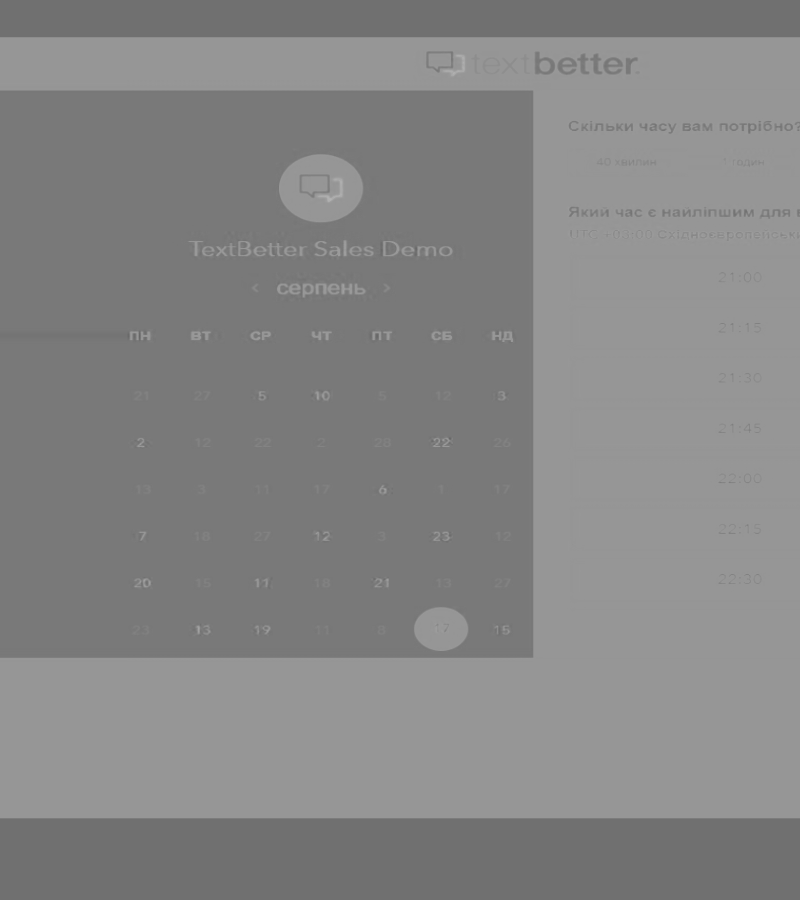 textbetter
TextBetter Sales Demo
‹ серпень ›
ПН ВТ СР ЧТ ПТ СБ НД
21 27 5 10 5 12 3
2 12 22 2 28 22 26
13 3 11 17 6 1 17
7 18 27 12 3 23 12
20 15 11 18 21 13 27
23 13 19 11 6 17 15
Скільки часу вам потрібно?
40 хвилин 1 годин
Який час є найліпшим для
UTC +03:00 Східноєвропейськи
21:00
21:15
21:30
21:45
22:00
22:15
22:30